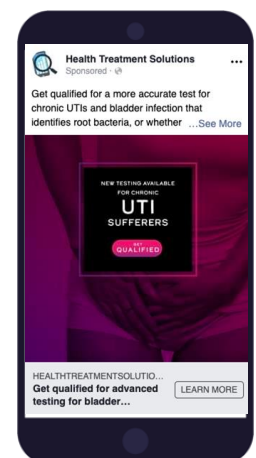 Health Treatment Solutions
Sponsored ·
Get qualified for a more accurate test for
chronic UTIs and bladder infection that
identifies root bacteria, or whether ...See More
NEW TESTING AVAILABLE
FOR CHRONIC
UTI
SUFFERERS
GET
QUALIFIED
HEALTHTREATMENTSOLUTIO...
Get qualified for advanced
testing for bladder...
LEARN MORE